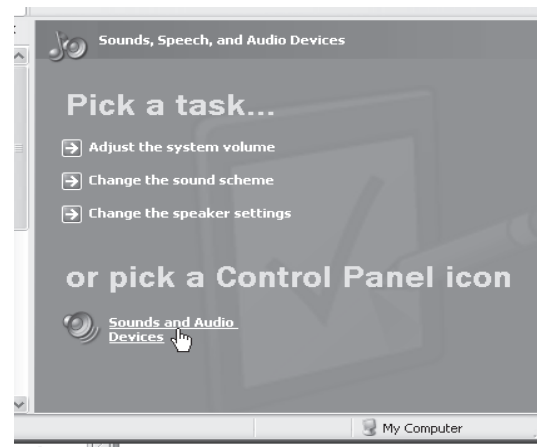 Sounds, Speech, and Audio Devices
Pick a task...
Adjust the system volume
Change the sound scheme
Change the speaker settings
or pick a Control Panel icon
Sounds and Audio
Devices
My Computer